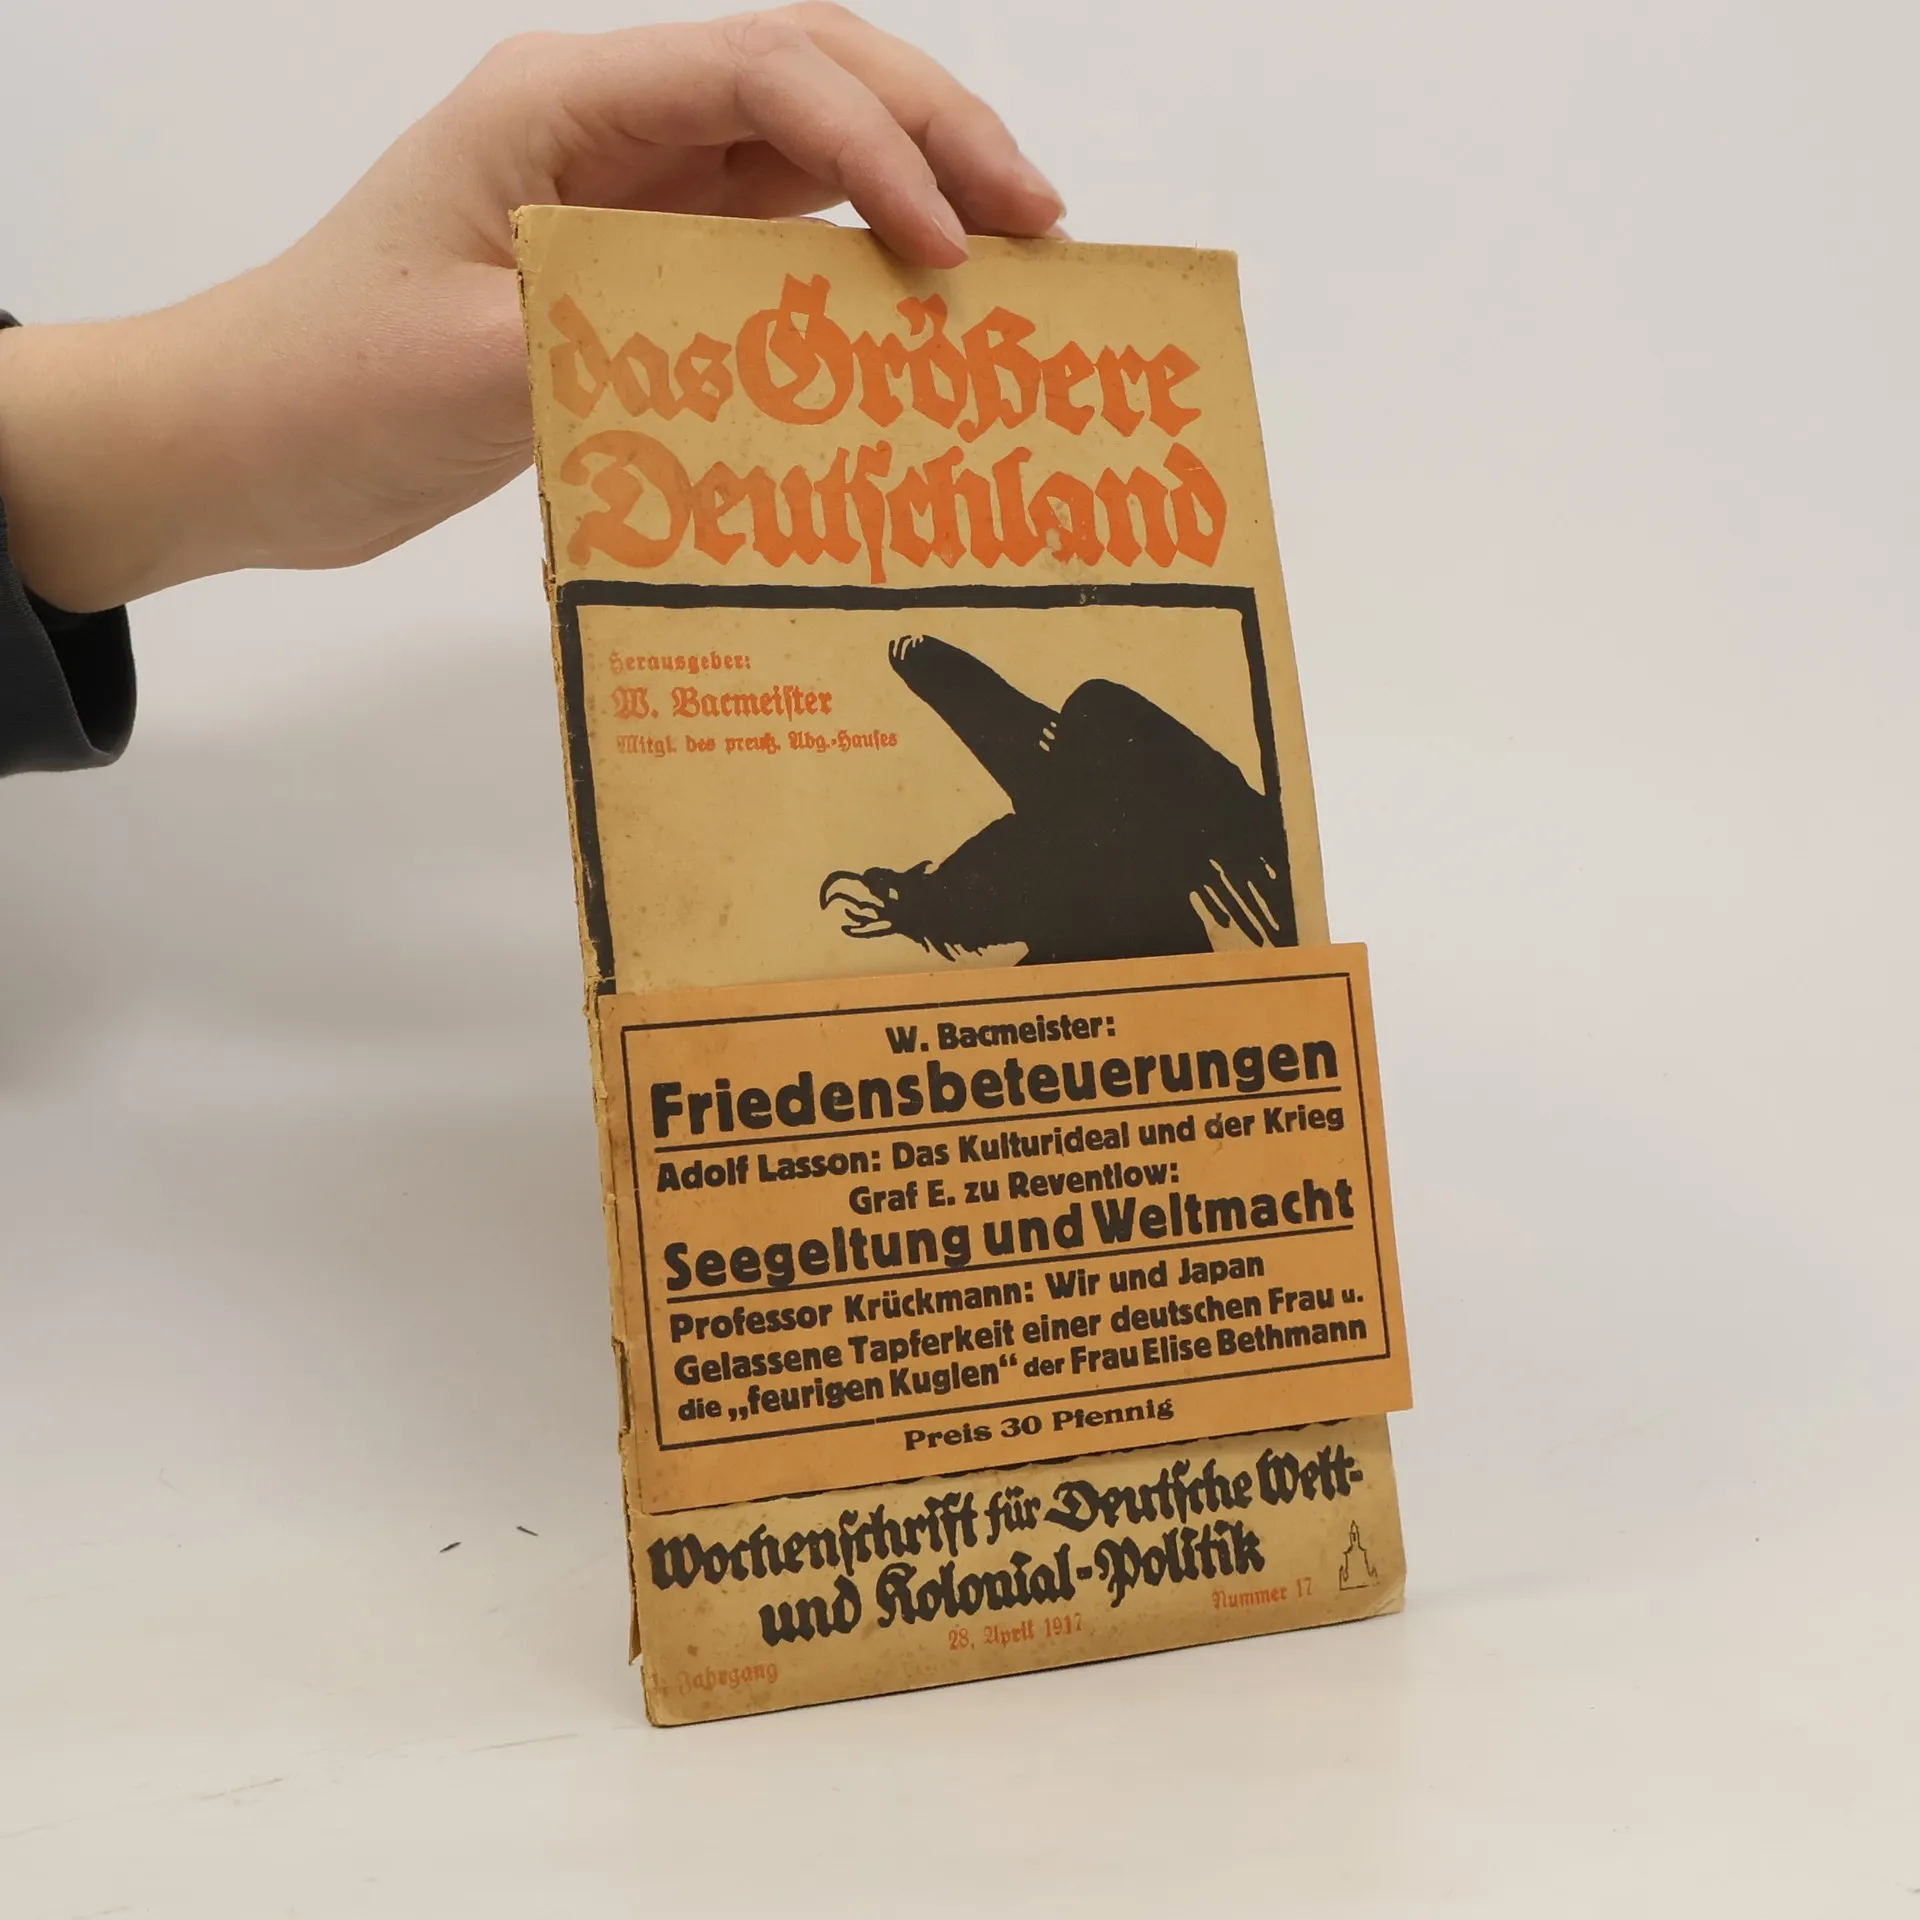 das Größere
Deutschland
Herausgeber:
W. Bacmeister
Mitgl. des preuß. Abg.-Hauses
W. Bacmeister:
Friedensbeteuerungen
Adolf Lasson: Das Kulturideal und der Krieg
Graf E. zu Reventlow:
Seegeltung und Weltmacht
Professor Krückmann: Wir und Japan
Gelassene Tapferkeit einer deutschen Frau u.
die „feurigen Kuglen“ der Frau Elise Bethmann
Preis 30 Pfennig
Wochenschrift für Deutsche Welt-
und Kolonial-Politik
Jahrgang 28. April 1917 Nummer 17